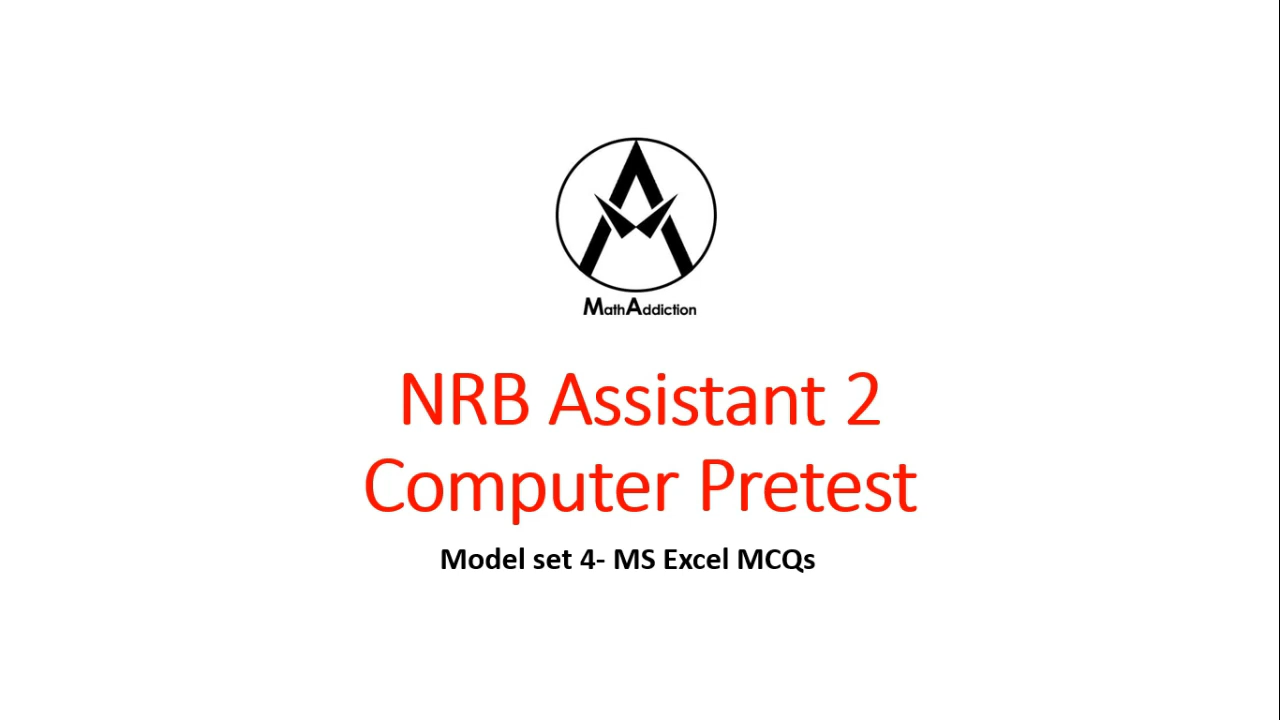 MathAddiction
NRB Assistant 2
Computer Pretest
Model set 4- MS Excel MCQs